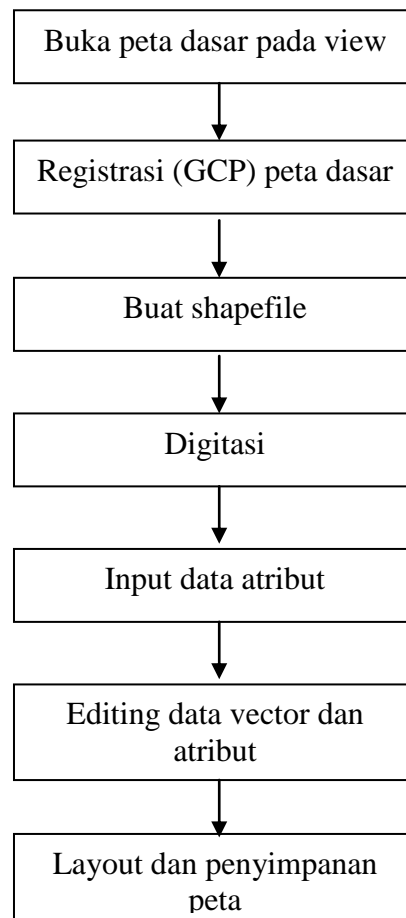 Buka peta dasar pada view
Registrasi (GCP) peta dasar
Buat shapefile
Digitasi
Input data atribut
Editing data vector dan
atribut
Layout dan penyimpanan
peta